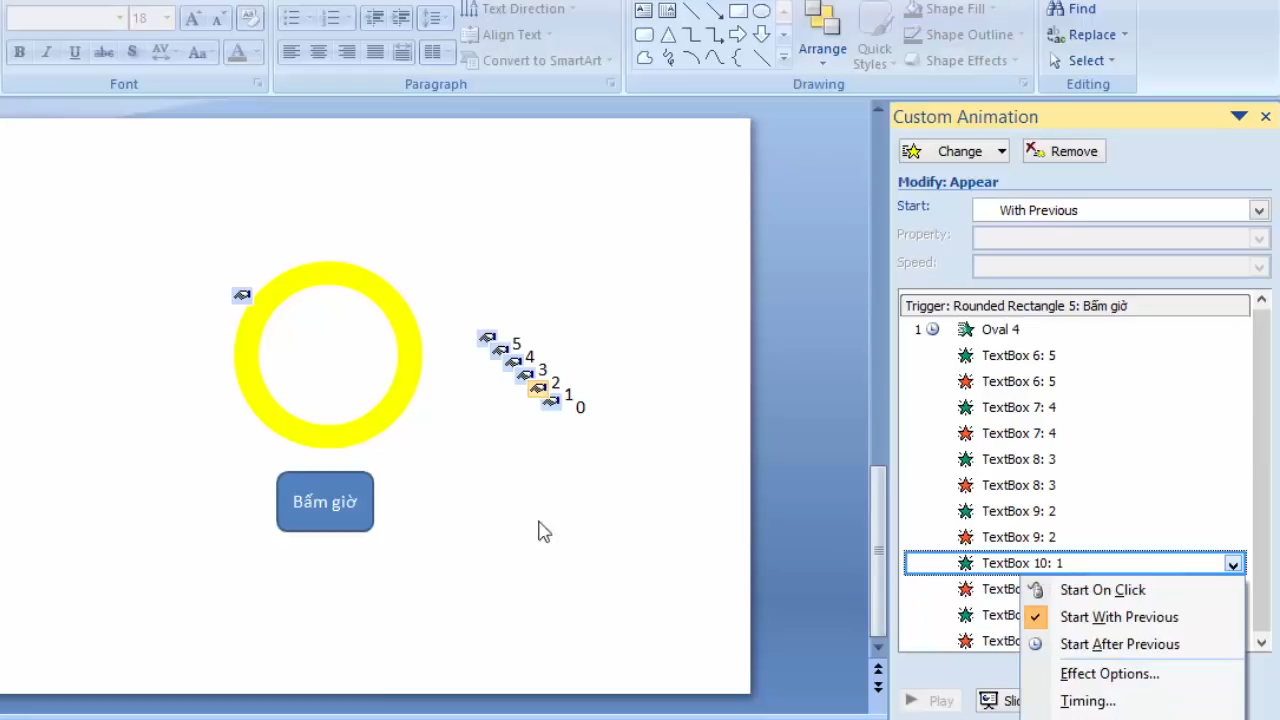 18
Text Direction
Align Text
Convert to SmartArt
B I U abc S AV Aa A
Font
Paragraph
Arrange
Quick
Styles
Shape Fill
Shape Outline
Shape Effects
Drawing
Find
Replace
Select
Editing
Custom Animation
Change
Remove
Modify: Appear
Start:
With Previous
Property:
Speed:
Trigger: Rounded Rectangle 5: Bấm giờ
1 Oval 4
TextBox 6: 5
TextBox 6: 5
TextBox 7: 4
TextBox 7: 4
TextBox 8: 3
TextBox 8: 3
TextBox 9: 2
TextBox 9: 2
TextBox 10: 1
Start On Click
Start With Previous
Start After Previous
Effect Options...
Timing...
Play
5
4
3
2
1
0
Bấm giờ